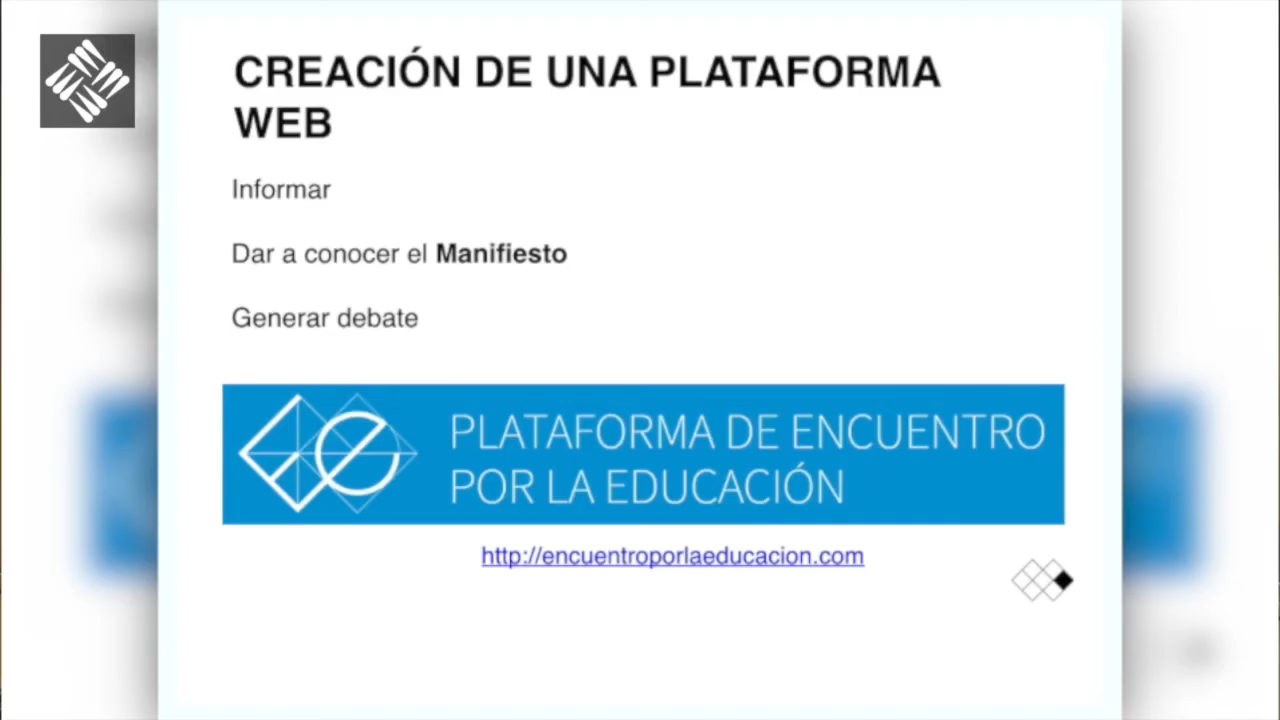 CREACIÓN DE UNA PLATAFORMA
WEB
Informar
Dar a conocer el Manifiesto
Generar debate
PLATAFORMA DE ENCUENTRO
POR LA EDUCACIÓN
http://encuentroporlaeducacion.com